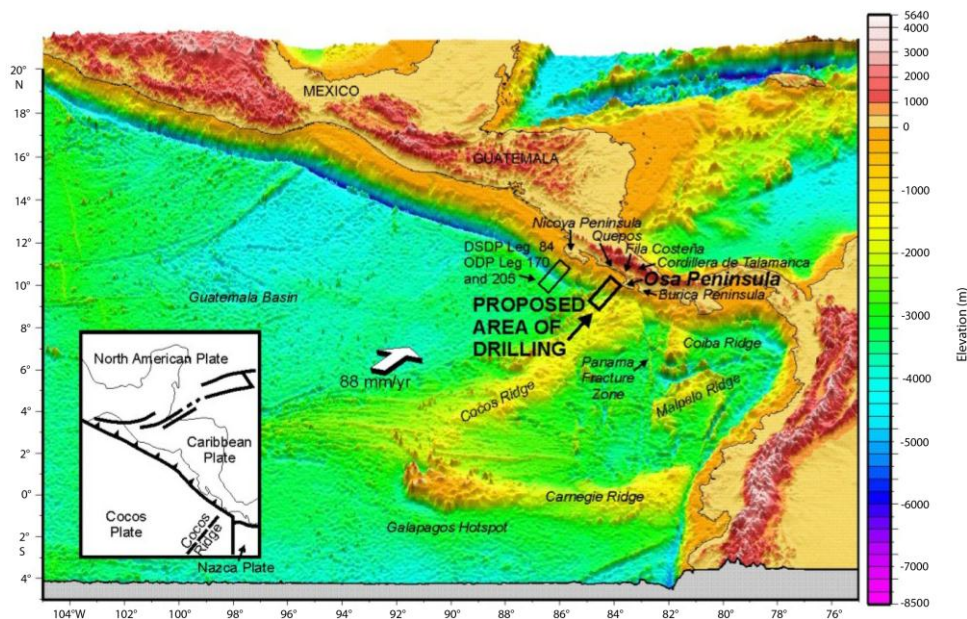 20°
N
18°
16°
14°
12°
10°
8°
6°
4°
2°
0°
2°
S
4°
104°W
102°
100°
98°
96°
94°
92°
90°
88°
86°
84°
82°
80°
78°
76°
MEXICO
GUATEMALA
Nicoya Peninsula
Quepos
Fila Costeña
Cordillera de Talamanca
Osa Peninsula
Burica Peninsula
DSDP Leg 84
ODP Leg 170
and 205
PROPOSED
AREA OF
DRILLING
Guatemala Basin
88 mm/yr
Cocos Ridge
Panama
Fracture
Zone
Coiba Ridge
Malpelo Ridge
Carnegie Ridge
Galapagos Hotspot
North American Plate
Caribbean
Plate
Cocos
Plate
Cocos
Ridge
Nazca Plate
5640
4000
3000
2000
1000
0
-1000
-2000
-3000
-4000
-5000
-6000
-7000
-8500
Elevation (m)